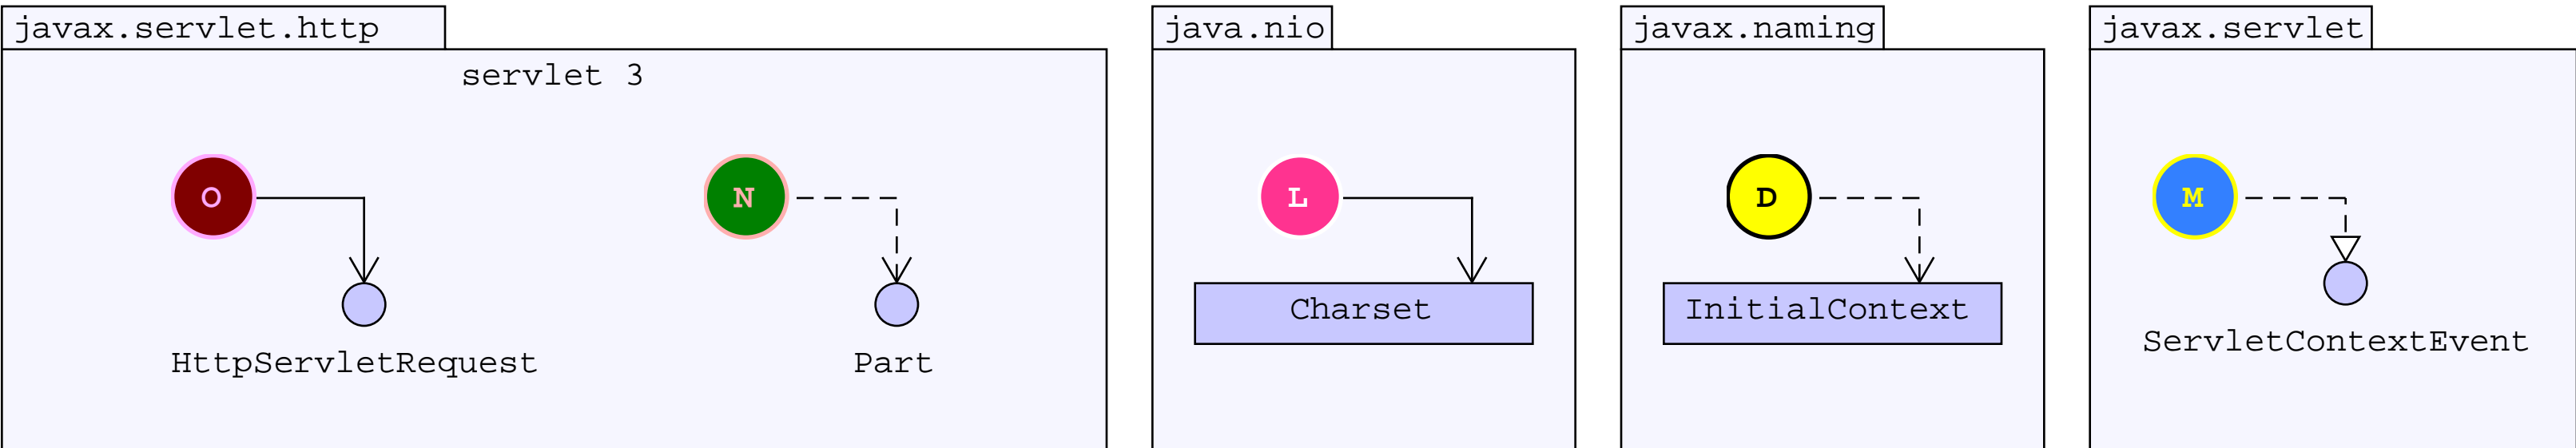 javax.servlet.http
servlet 3
O
N
HttpServletRequest
Part
java.nio
L
Charset
javax.naming
D
InitialContext
javax.servlet
M
ServletContextEvent